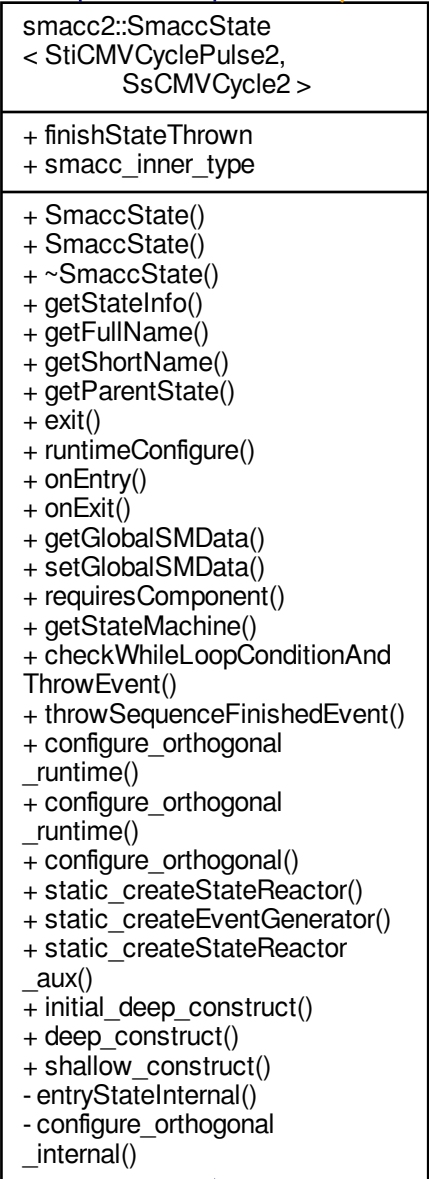 smacc2::SmaccState
< StiCMVCyclePulse2,
SsCMVCycle2 >
+ finishStateThrown
+ smacc_inner_type
+ SmaccState()
+ SmaccState()
+ ~SmaccState()
+ getStateInfo()
+ getFullName()
+ getShortName()
+ getParentState()
+ exit()
+ runtimeConfigure()
+ onEntry()
+ onExit()
+ getGlobalSMData()
+ setGlobalSMData()
+ requiresComponent()
+ getStateMachine()
+ checkWhileLoopConditionAnd
ThrowEvent()
+ throwSequenceFinishedEvent()
+ configure_orthogonal
_runtime()
+ configure_orthogonal
_runtime()
+ configure_orthogonal()
+ static_createStateReactor()
+ static_createEventGenerator()
+ static_createStateReactor
_aux()
+ initial_deep_construct()
+ deep_construct()
+ shallow_construct()
- entryStateInternal()
- configure_orthogonal
_internal()